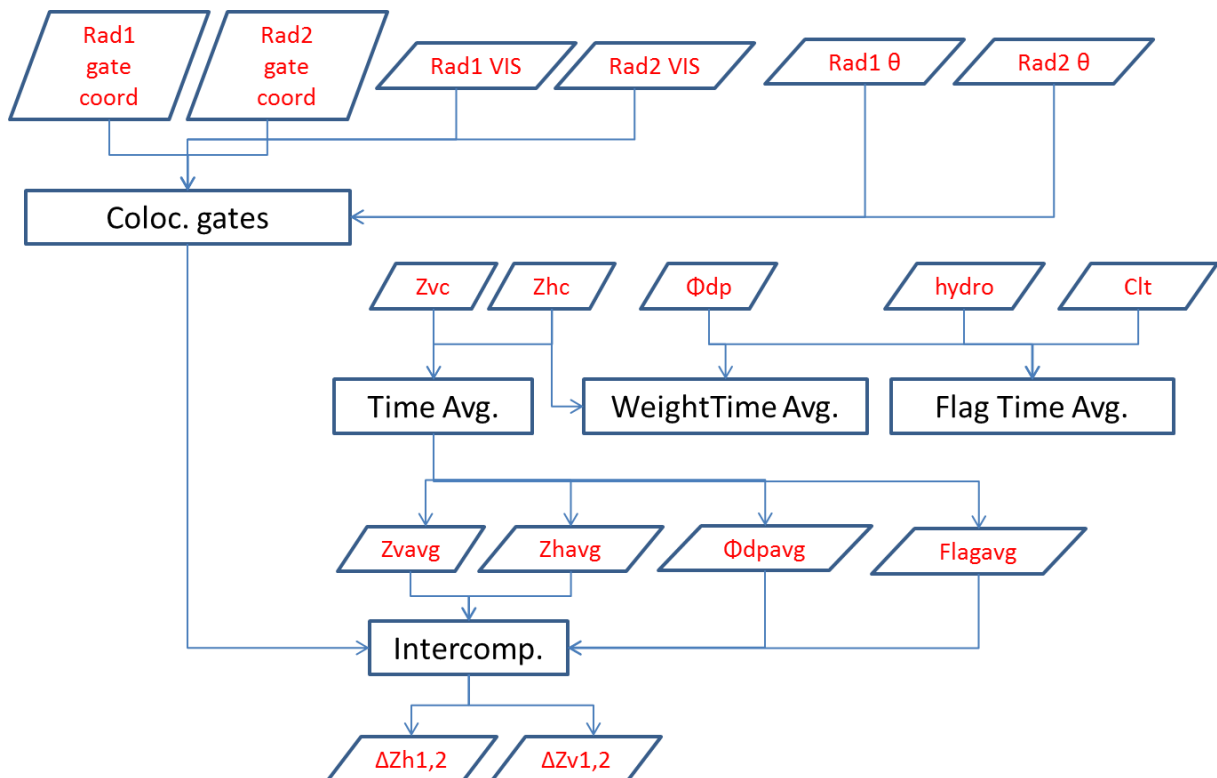 Rad1
gate
coord
Rad2
gate
coord
Rad1 VIS
Rad2 VIS
Rad1 θ
Rad2 θ
Coloc. gates
Zvc
Zhc
Φdp
hydro
Clt
Time Avg.
WeightTime Avg.
Flag Time Avg.
Zvavg
Zhavg
Φdpavg
Flagavg
Intercomp.
ΔZh1,2
ΔZv1,2